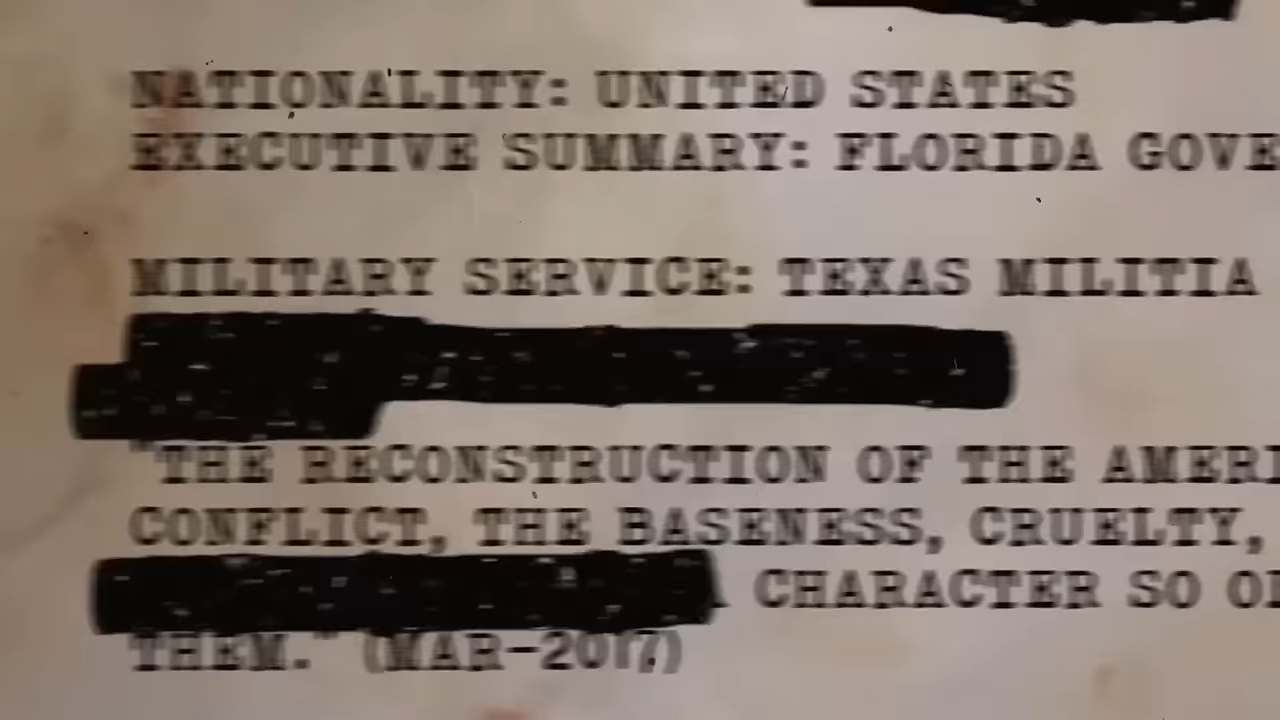 NATIONALITY: UNITED STATES
EXECUTIVE SUMMARY: FLORIDA GOVE
MILITARY SERVICE: TEXAS MILITIA
"THE RECONSTRUCTION OF THE AMERI
CONFLICT, THE BASENESS, CRUELTY,
CHARACTER SO
THEM." (MAR-2017)